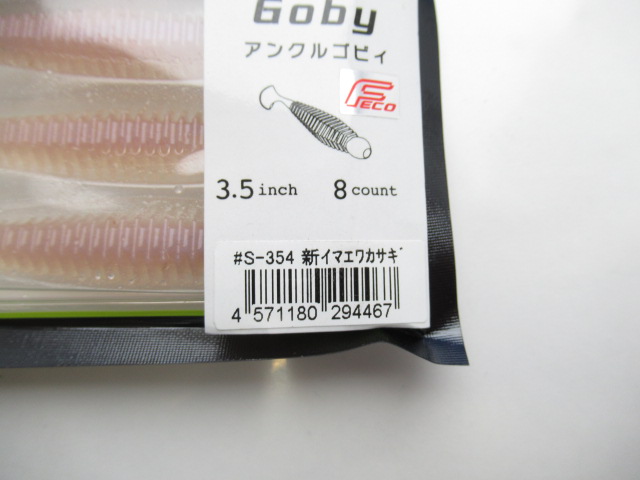 Goby
アンクルゴビィ
FECO
3.5 inch 8 count
#S-354 新イマエワカサギ
4 571180 294467